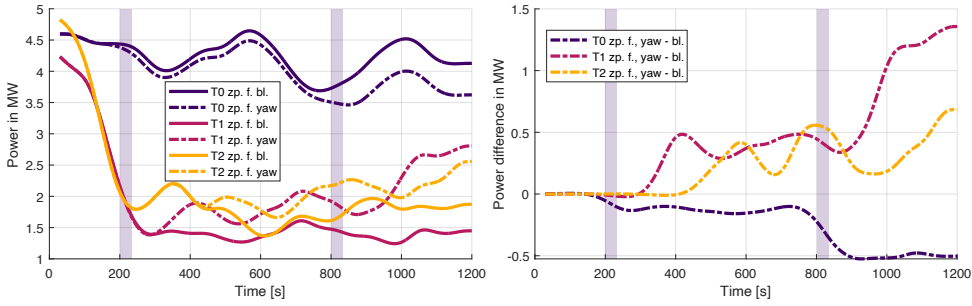 5
4.5
4
3.5
3
2.5
2
1.5
1
Power in MW
T0 zp. f. bl.
T0 zp. f. yaw
T1 zp. f. bl.
T1 zp. f. yaw
T2 zp. f. bl.
T2 zp. f. yaw
0 200 400 600 800 1000 1200
Time [s]
1.5
1
0.5
0
-0.5
Power difference in MW
T0 zp. f., yaw - bl.
T1 zp. f., yaw - bl.
T2 zp. f., yaw - bl.
0 200 400 600 800 1000 1200
Time [s]